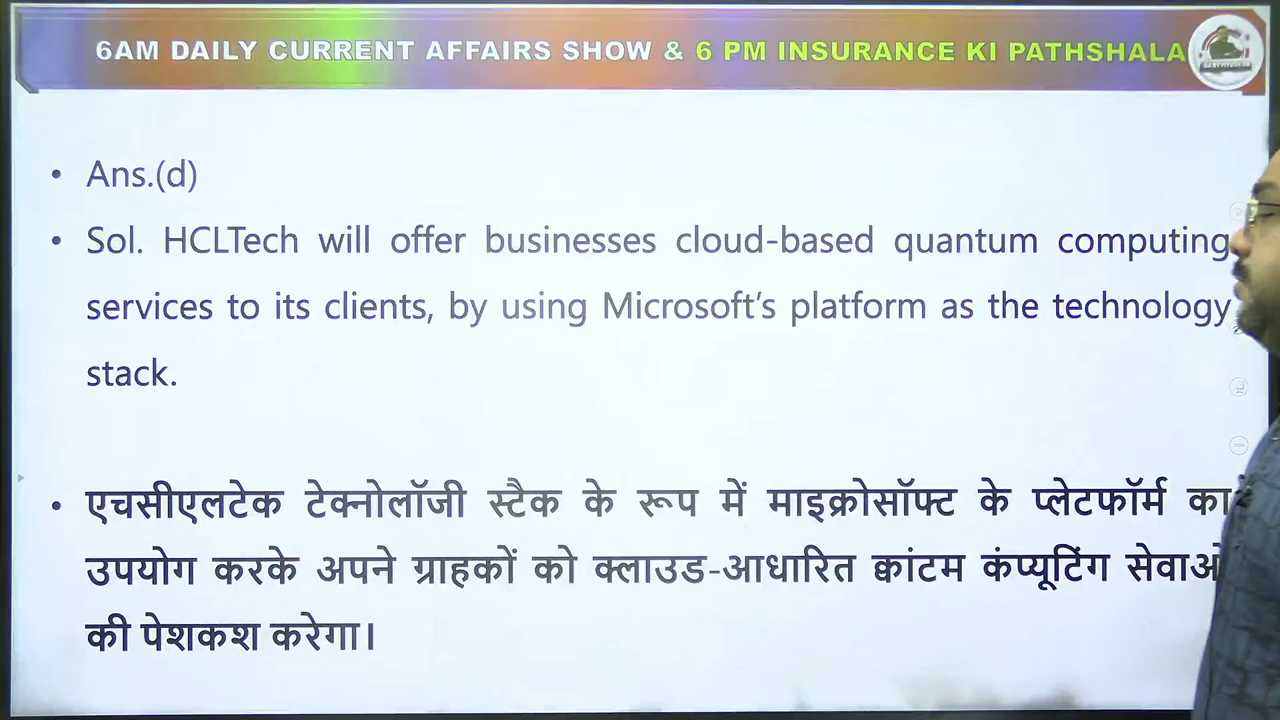 6AM DAILY CURRENT AFFAIRS SHOW & 6 PM INSURANCE KI PATHSHALA
• Ans.(d)
• Sol. HCLTech will offer businesses cloud-based quantum computing
services to its clients, by using Microsoft’s platform as the technology
stack.
• एचसीएलटेक टेक्नोलॉजी स्टैक के रूप में माइक्रोसॉफ्ट के प्लेटफॉर्म का
उपयोग करके अपने ग्राहकों को क्लाउड-आधारित क्वांटम कंप्यूटिंग
की पेशकश करेगा।